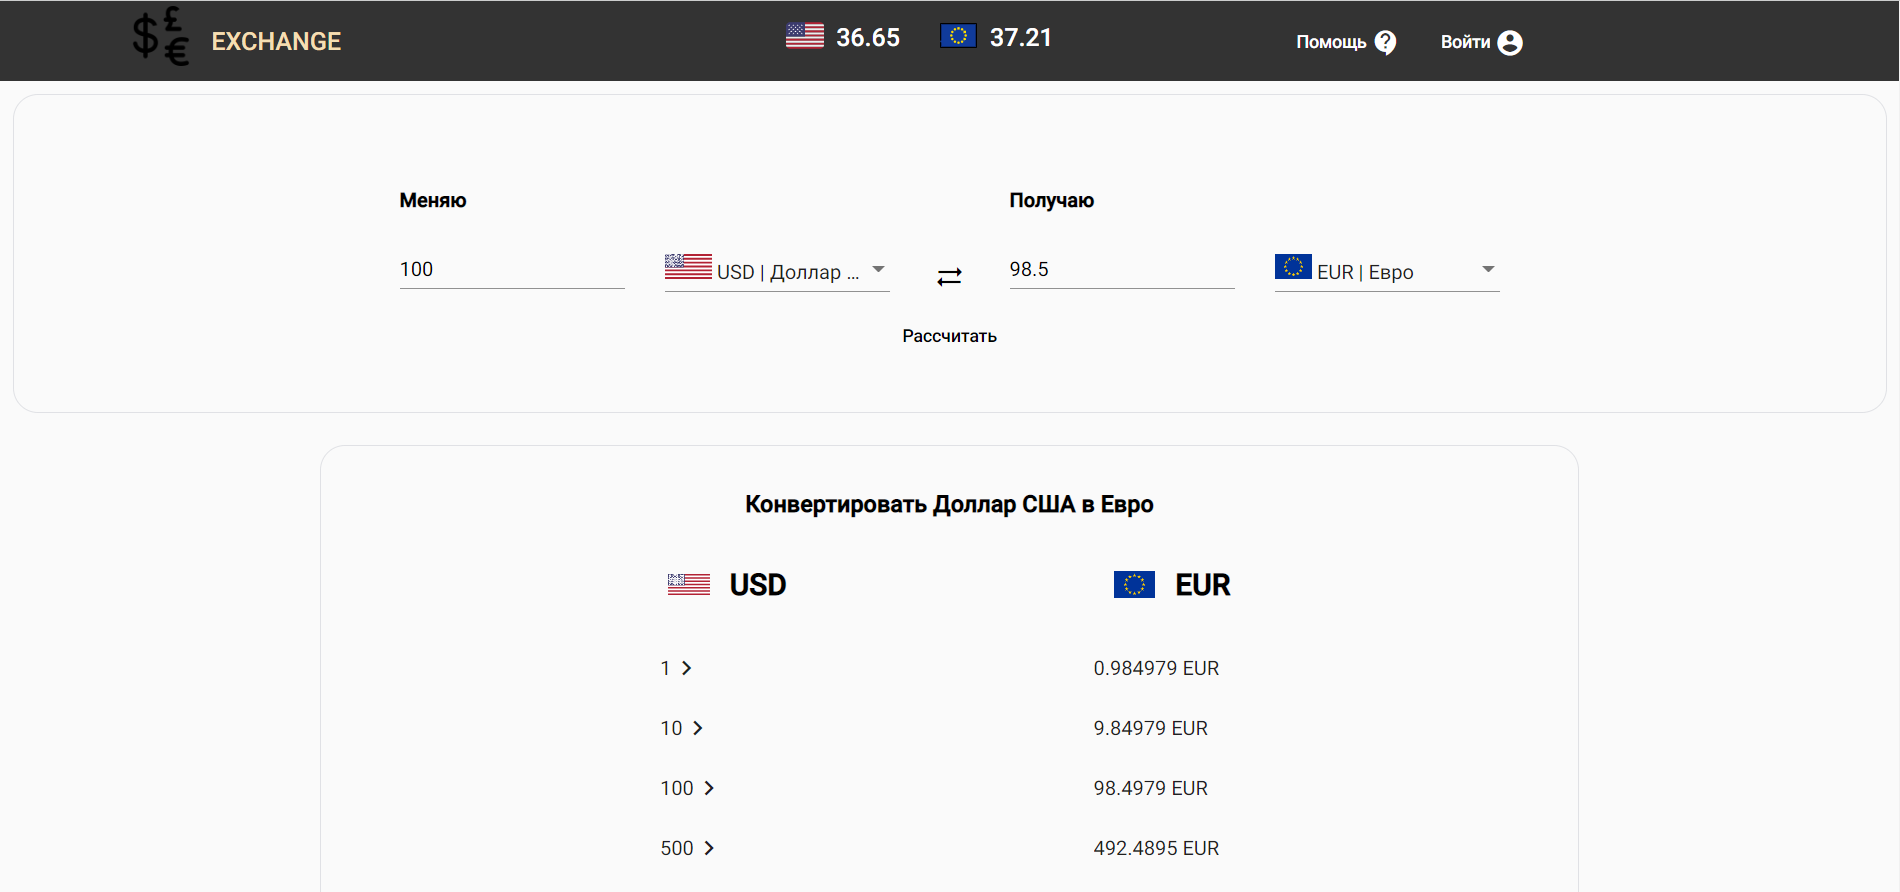 $ £ €
EXCHANGE
36.65
37.21
Помощь
Войти
Меняю
Получаю
100
USD | Доллар ...
98.5
EUR | Евро
Рассчитать
Конвертировать Доллар США в Евро
USD
EUR
1
0.984979 EUR
10
9.84979 EUR
100
98.4979 EUR
500
492.4895 EUR